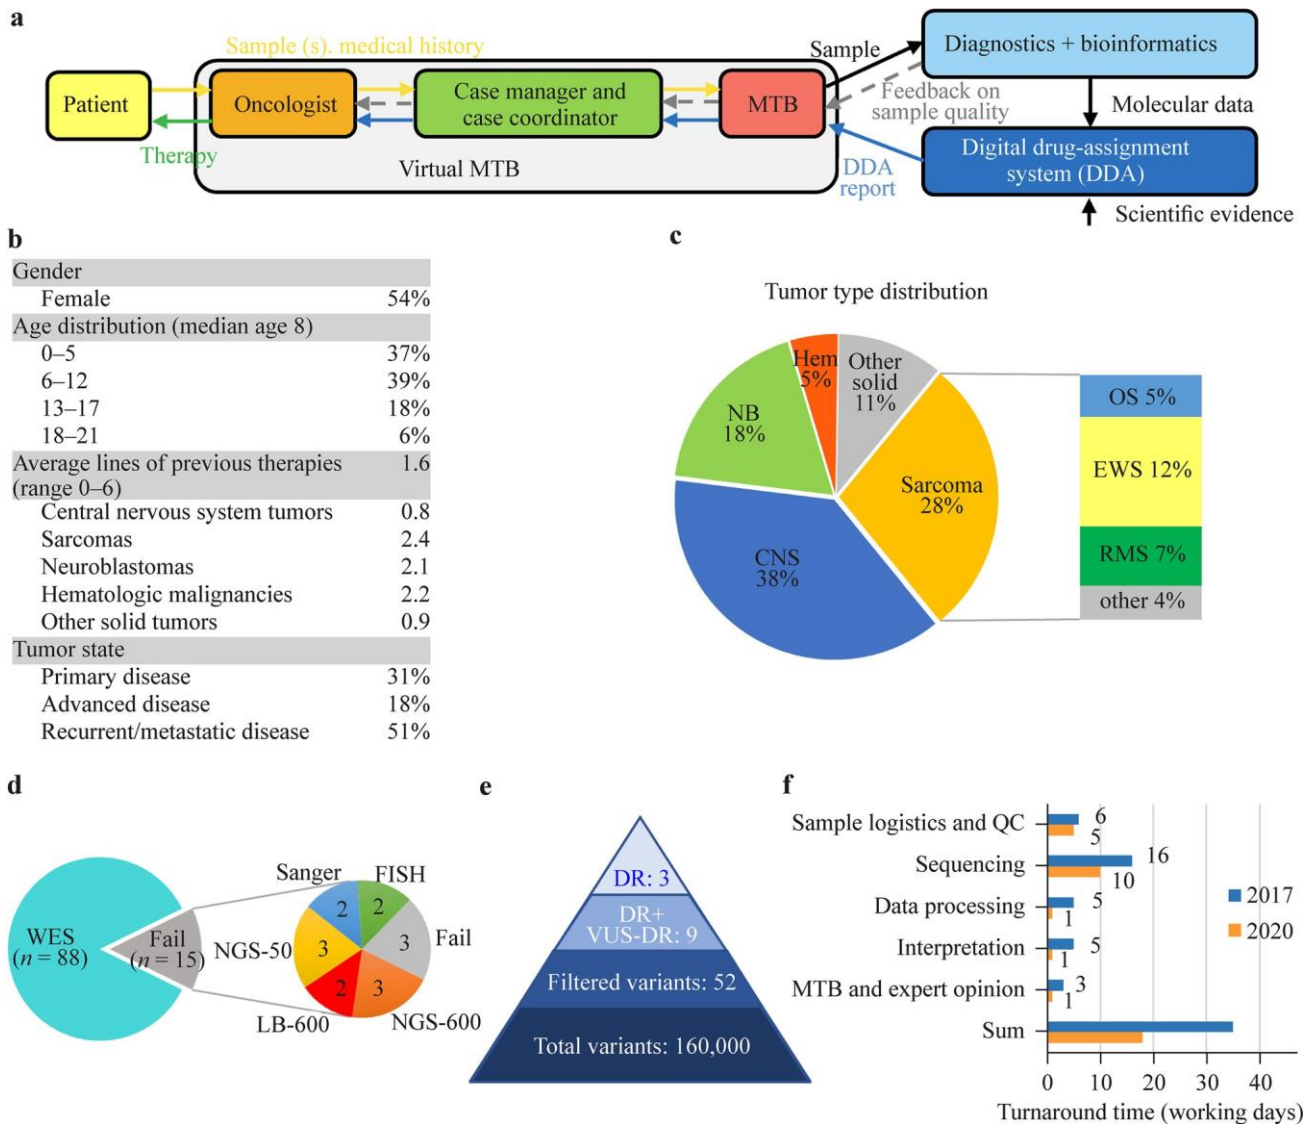 a
Sample (s). medical history
Patient
Oncologist
Case manager and
case coordinator
MTB
Sample
Diagnostics + bioinformatics
Feedback on
sample quality
Molecular data
Therapy
Virtual MTB
DDA
report
Digital drug-assignment
system (DDA)
Scientific evidence
b
Gender
Female 54%
Age distribution (median age 8)
0–5 37%
6–12 39%
13–17 18%
18–21 6%
Average lines of previous therapies 1.6
(range 0–6)
Central nervous system tumors 0.8
Sarcomas 2.4
Neuroblastomas 2.1
Hematologic malignancies 2.2
Other solid tumors 0.9
Tumor state
Primary disease 31%
Advanced disease 18%
Recurrent/metastatic disease 51%
c
Tumor type distribution
Hem
5%
Other
solid
11%
NB
18%
Sarcoma
28%
CNS
38%
OS 5%
EWS 12%
RMS 7%
other 4%
d
WES
(n = 88)
Fail
(n = 15)
Sanger
2
FISH
2
NGS-50
3
Fail
3
LB-600
2
NGS-600
3
e
DR: 3
DR+
VUS-DR: 9
Filtered variants: 52
Total variants: 160,000
f
Sample logistics and QC 6
5
Sequencing 16
10
Data processing 5
1
Interpretation 5
1
MTB and expert opinion 3
1
Sum
2017
2020
0 10 20 30 40
Turnaround time (working days)